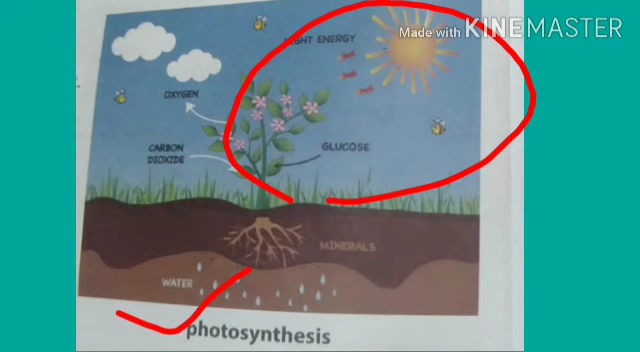 Made with KINEMASTER
LIGHT ENERGY
OXYGEN
CARBON
DIOXIDE
GLUCOSE
MINERALS
WATER
photosynthesis